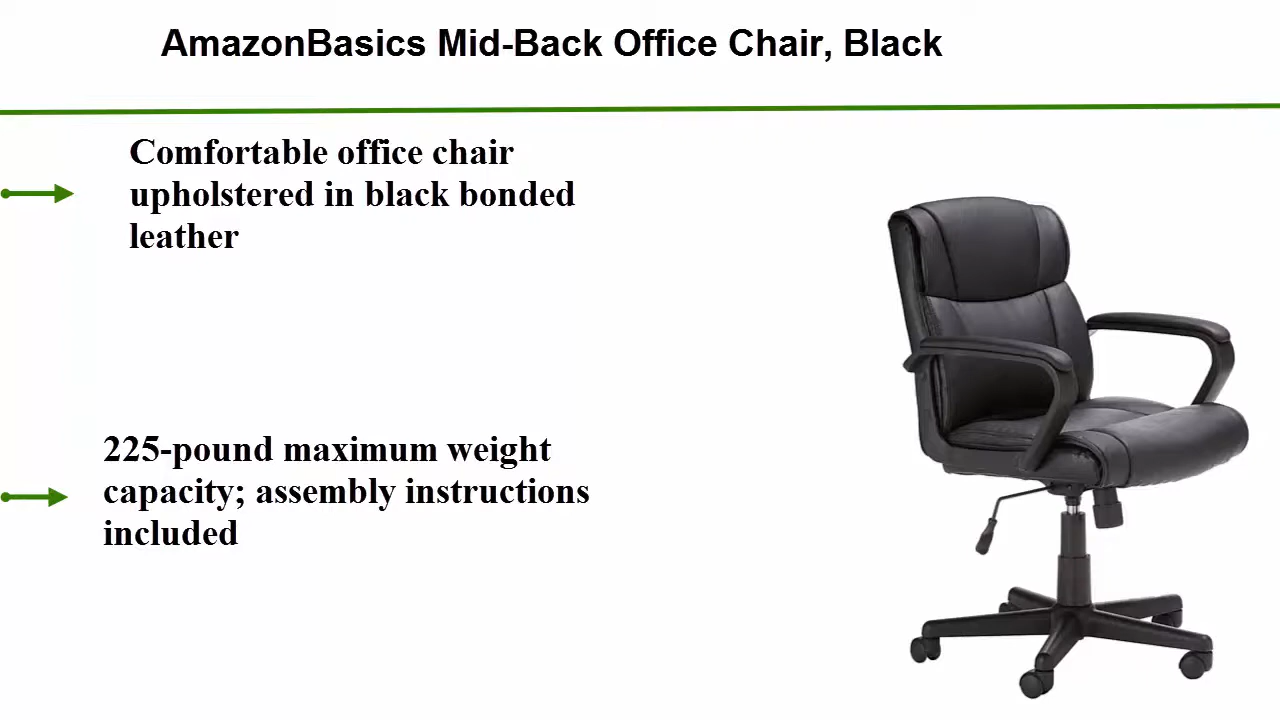 AmazonBasics Mid-Back Office Chair, Black
Comfortable office chair
upholstered in black bonded
leather
225-pound maximum weight
capacity; assembly instructions
included